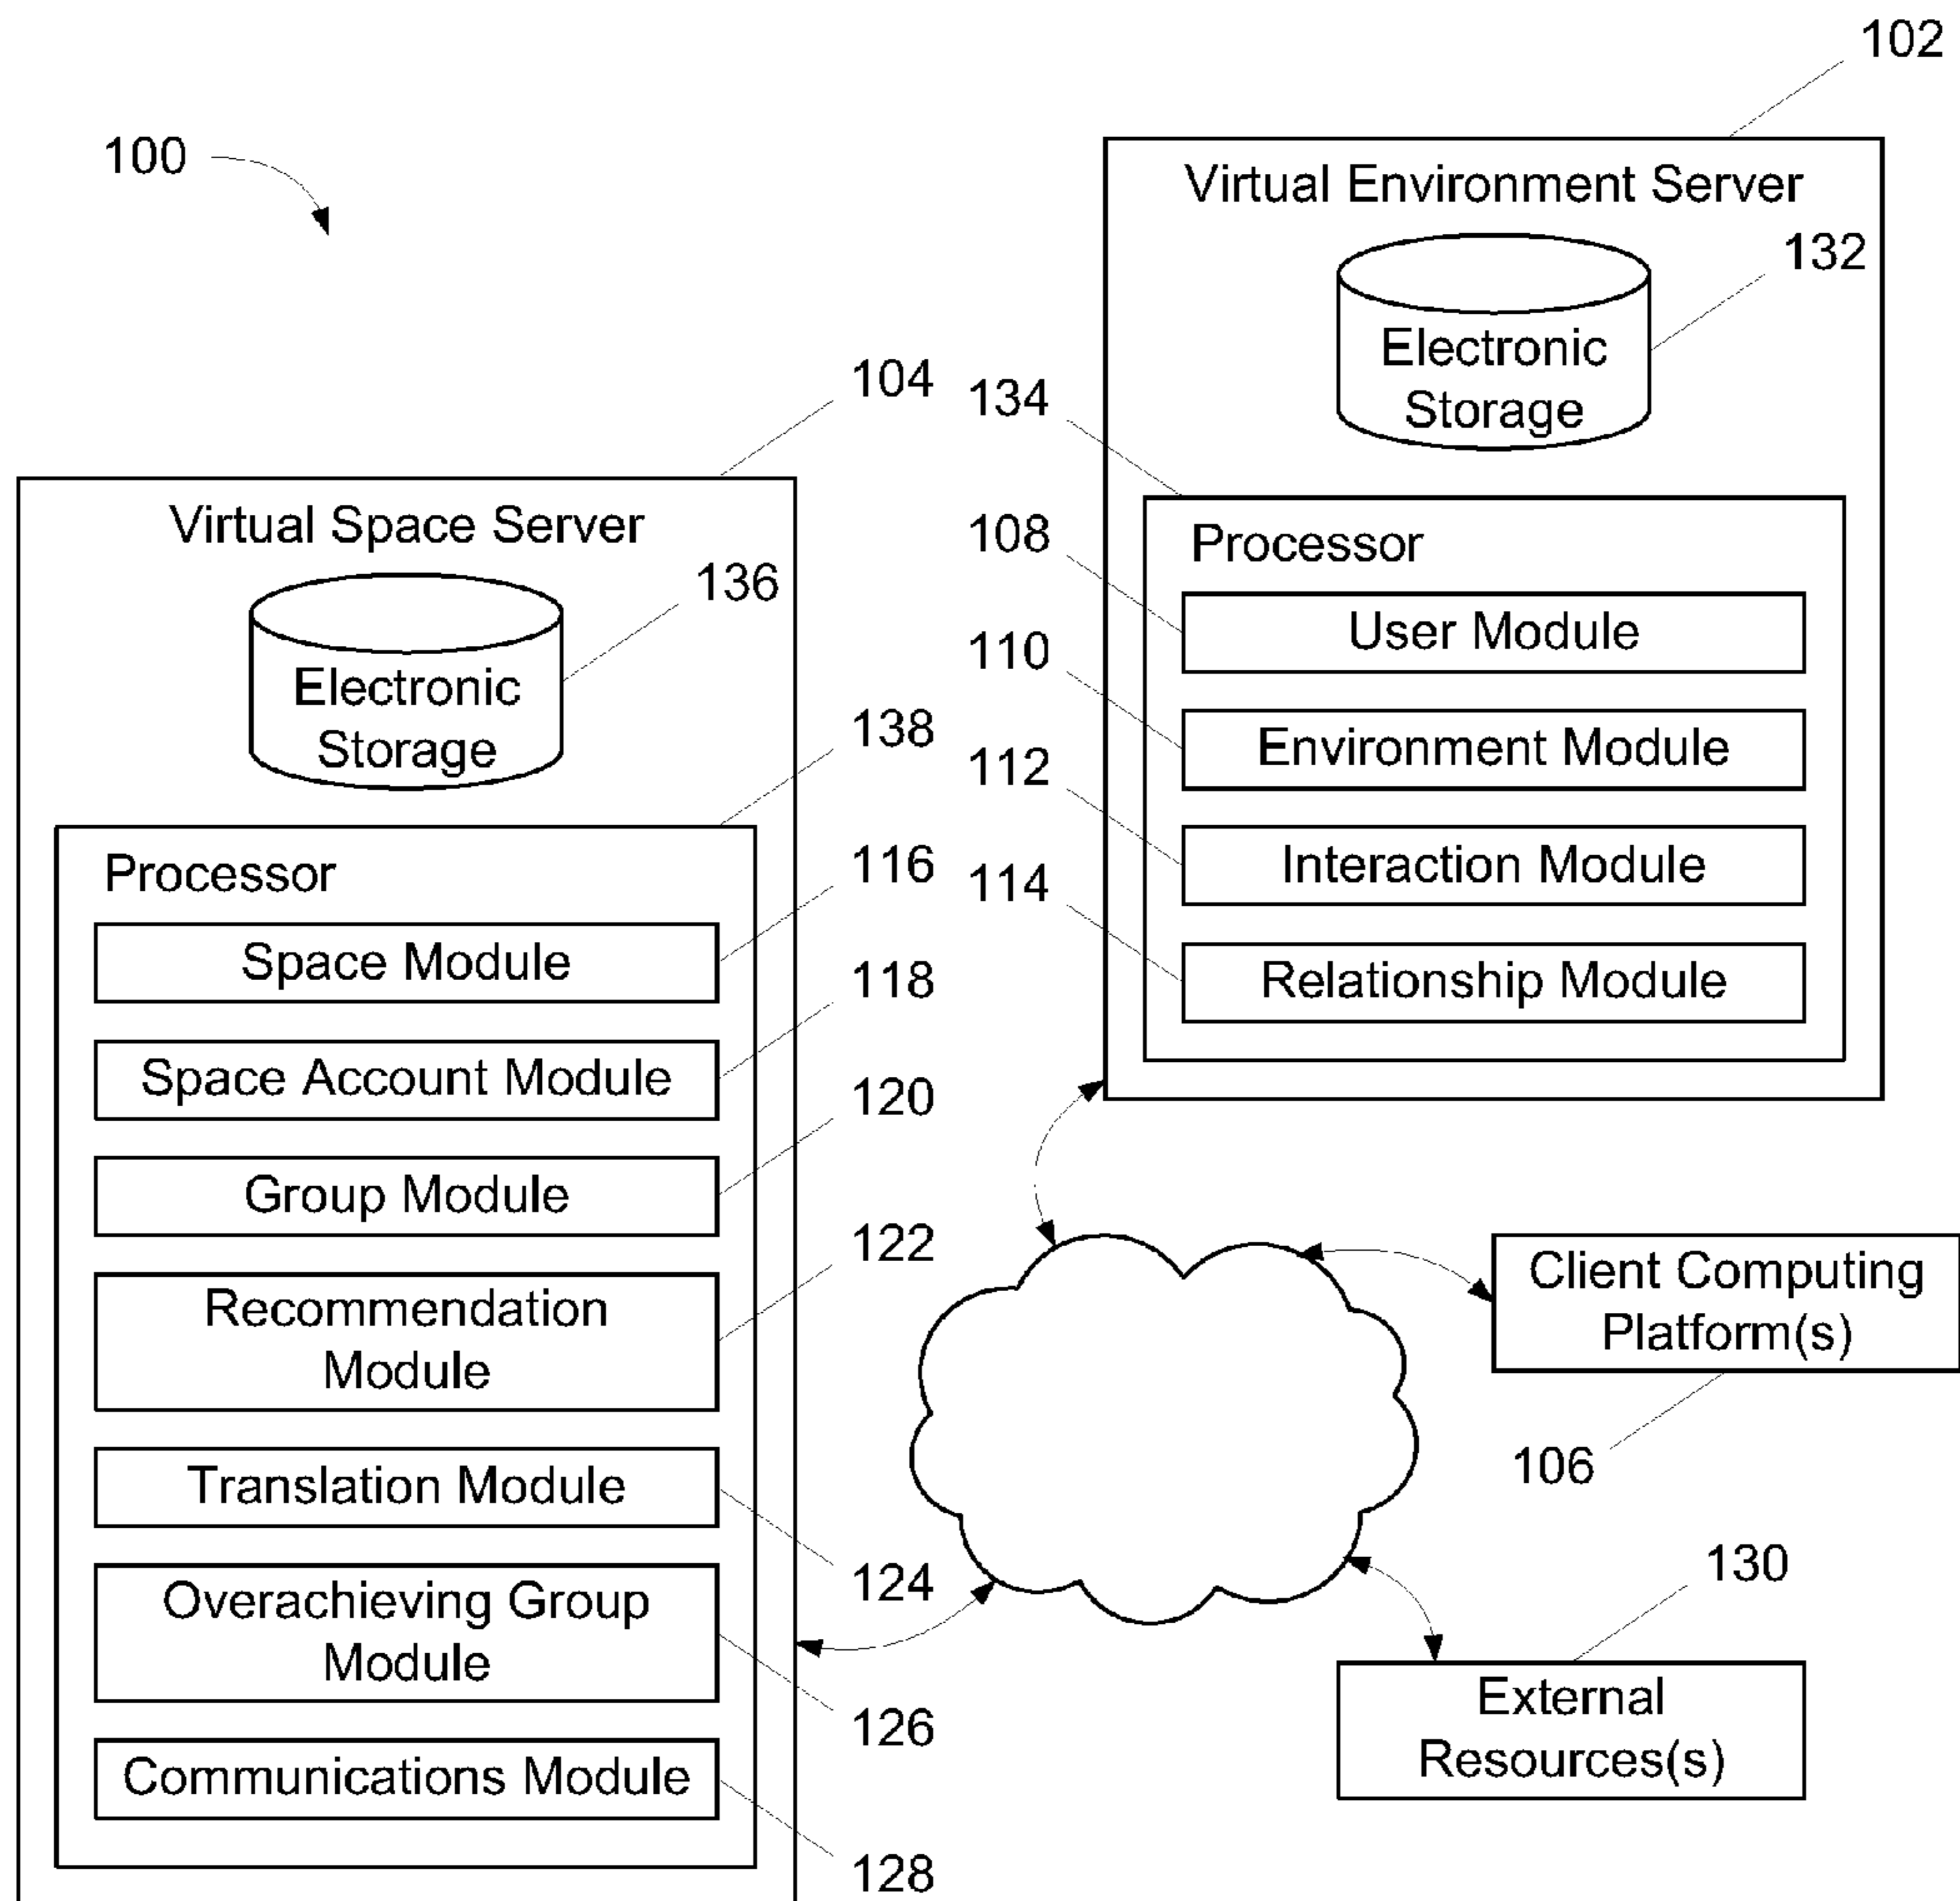 102
100
Virtual Environment Server
132
Electronic
Storage
104
134
Virtual Space Server
108
Processor
136
User Module
110
Electronic
Storage
138
Environment Module
112
Processor
116
Interaction Module
114
Space Module
118
Relationship Module
Space Account Module
120
Group Module
122
Recommendation
Module
Client Computing
Platform(s)
106
Translation Module
124
130
Overachieving Group
Module
126
External
Resources(s)
Communications Module
128